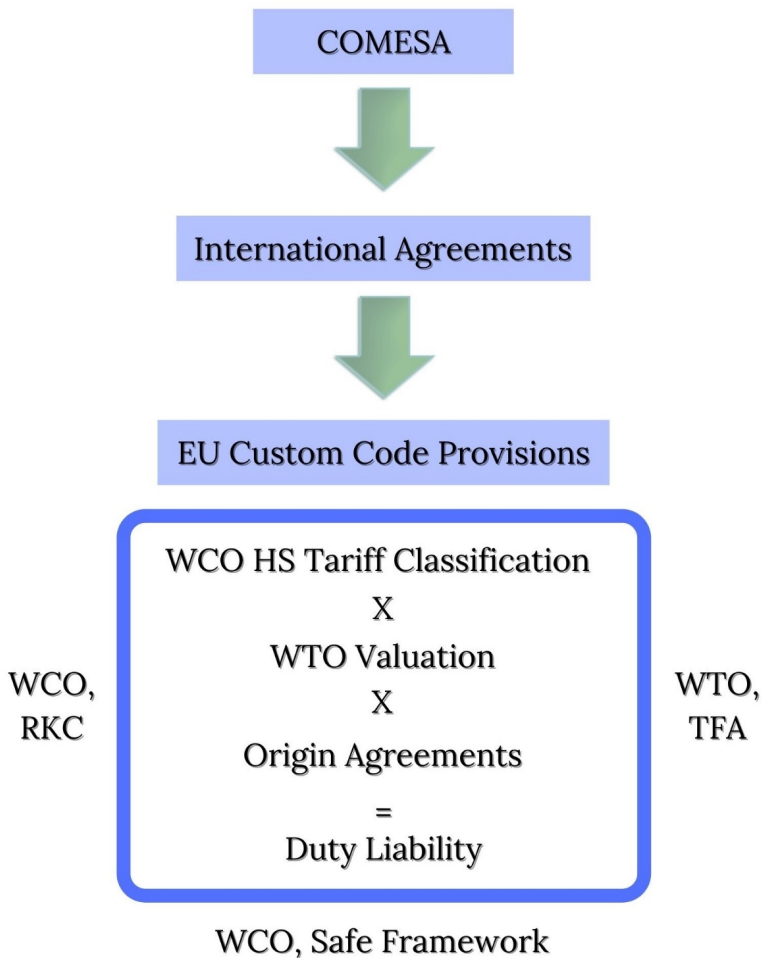 COMESA
International Agreements
EU Custom Code Provisions
WCO HS Tariff Classification
X
WTO Valuation
X
Origin Agreements
=
Duty Liability
WCO,
RKC
WTO,
TFA
WCO, Safe Framework